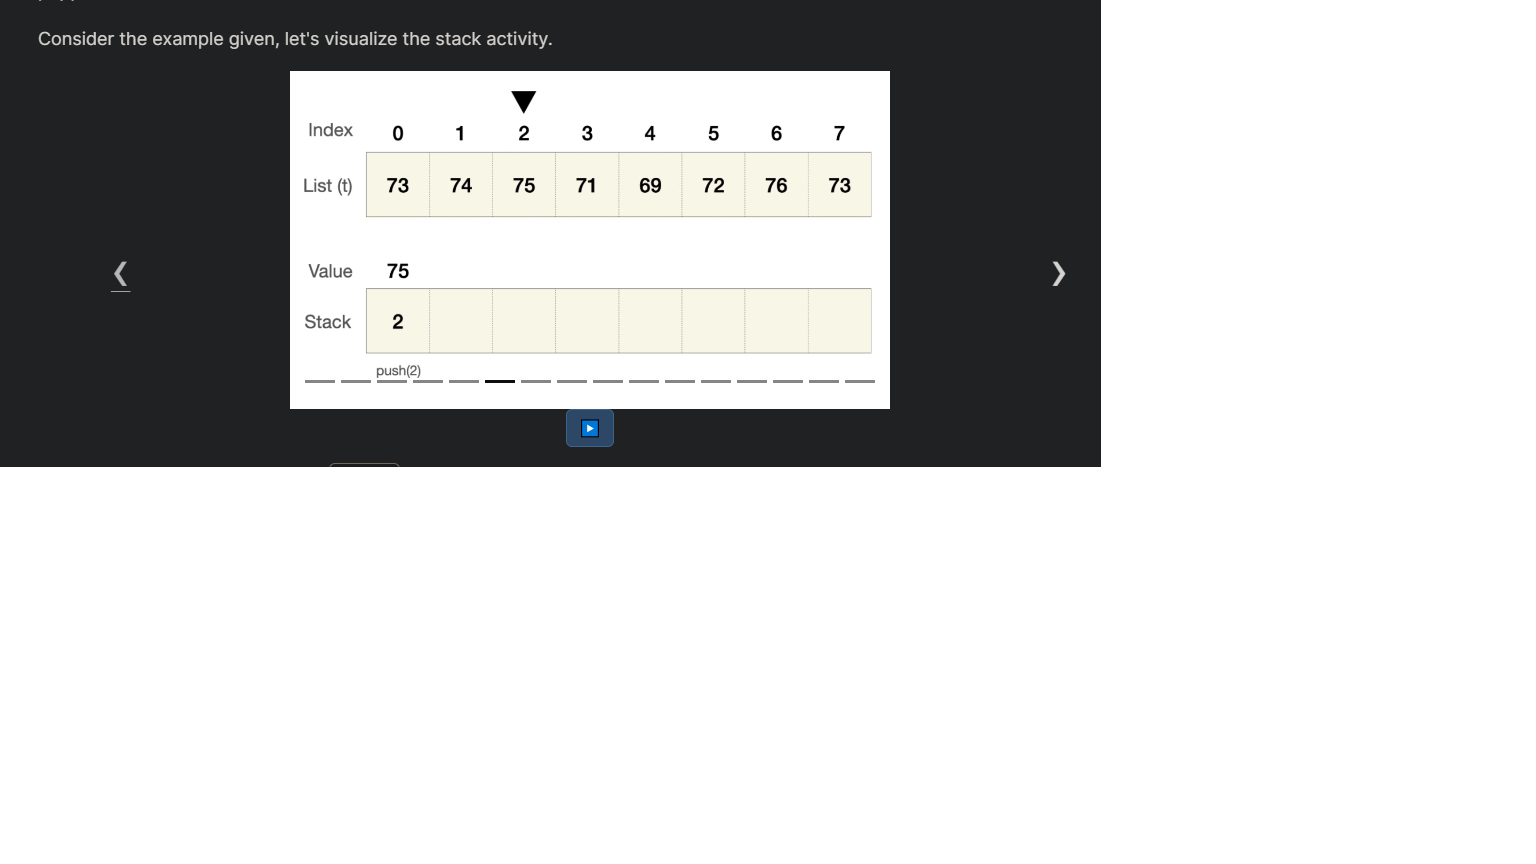 Consider the example given, let's visualize the stack activity.
Index 0 1 2 3 4 5 6 7
List (t) 73 74 75 71 69 72 76 73
Value 75
Stack 2
push(2)